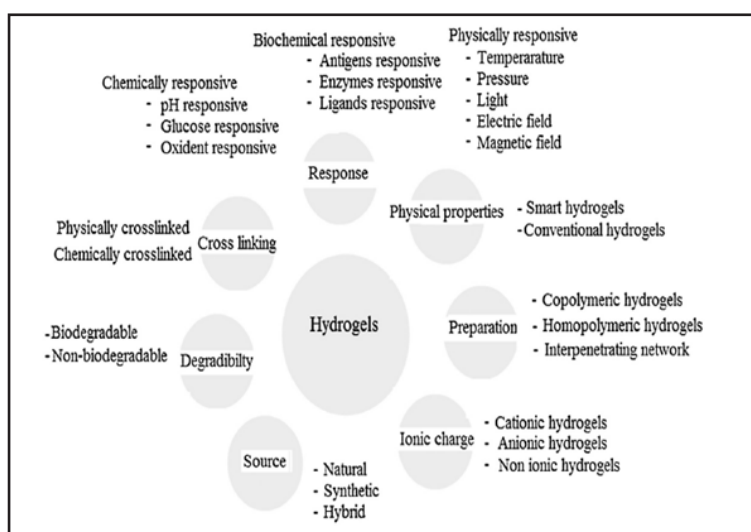 Biochemical responsive
- Antigens responsive
- Enzymes responsive
- Ligands responsive
Physically responsive
- Temperarature
- Pressure
- Light
- Electric field
- Magnetic field
Chemically responsive
- pH responsive
- Glucose responsive
- Oxident responsive
Response
Physical properties
- Smart hydrogels
-Conventional hydrogels
Physically crosslinked
Chemically crosslinked
Cross linking
Hydrogels
Preparation
- Copolymeric hydrogels
- Homopolymeric hydrogels
- Interpenetrating network
-Biodegradable
-Non-biodegradable
Degradibilty
Ionic charge
- Cationic hydrogels
- Anionic hydrogels
- Non ionic hydrogels
Source
- Natural
- Synthetic
- Hybrid